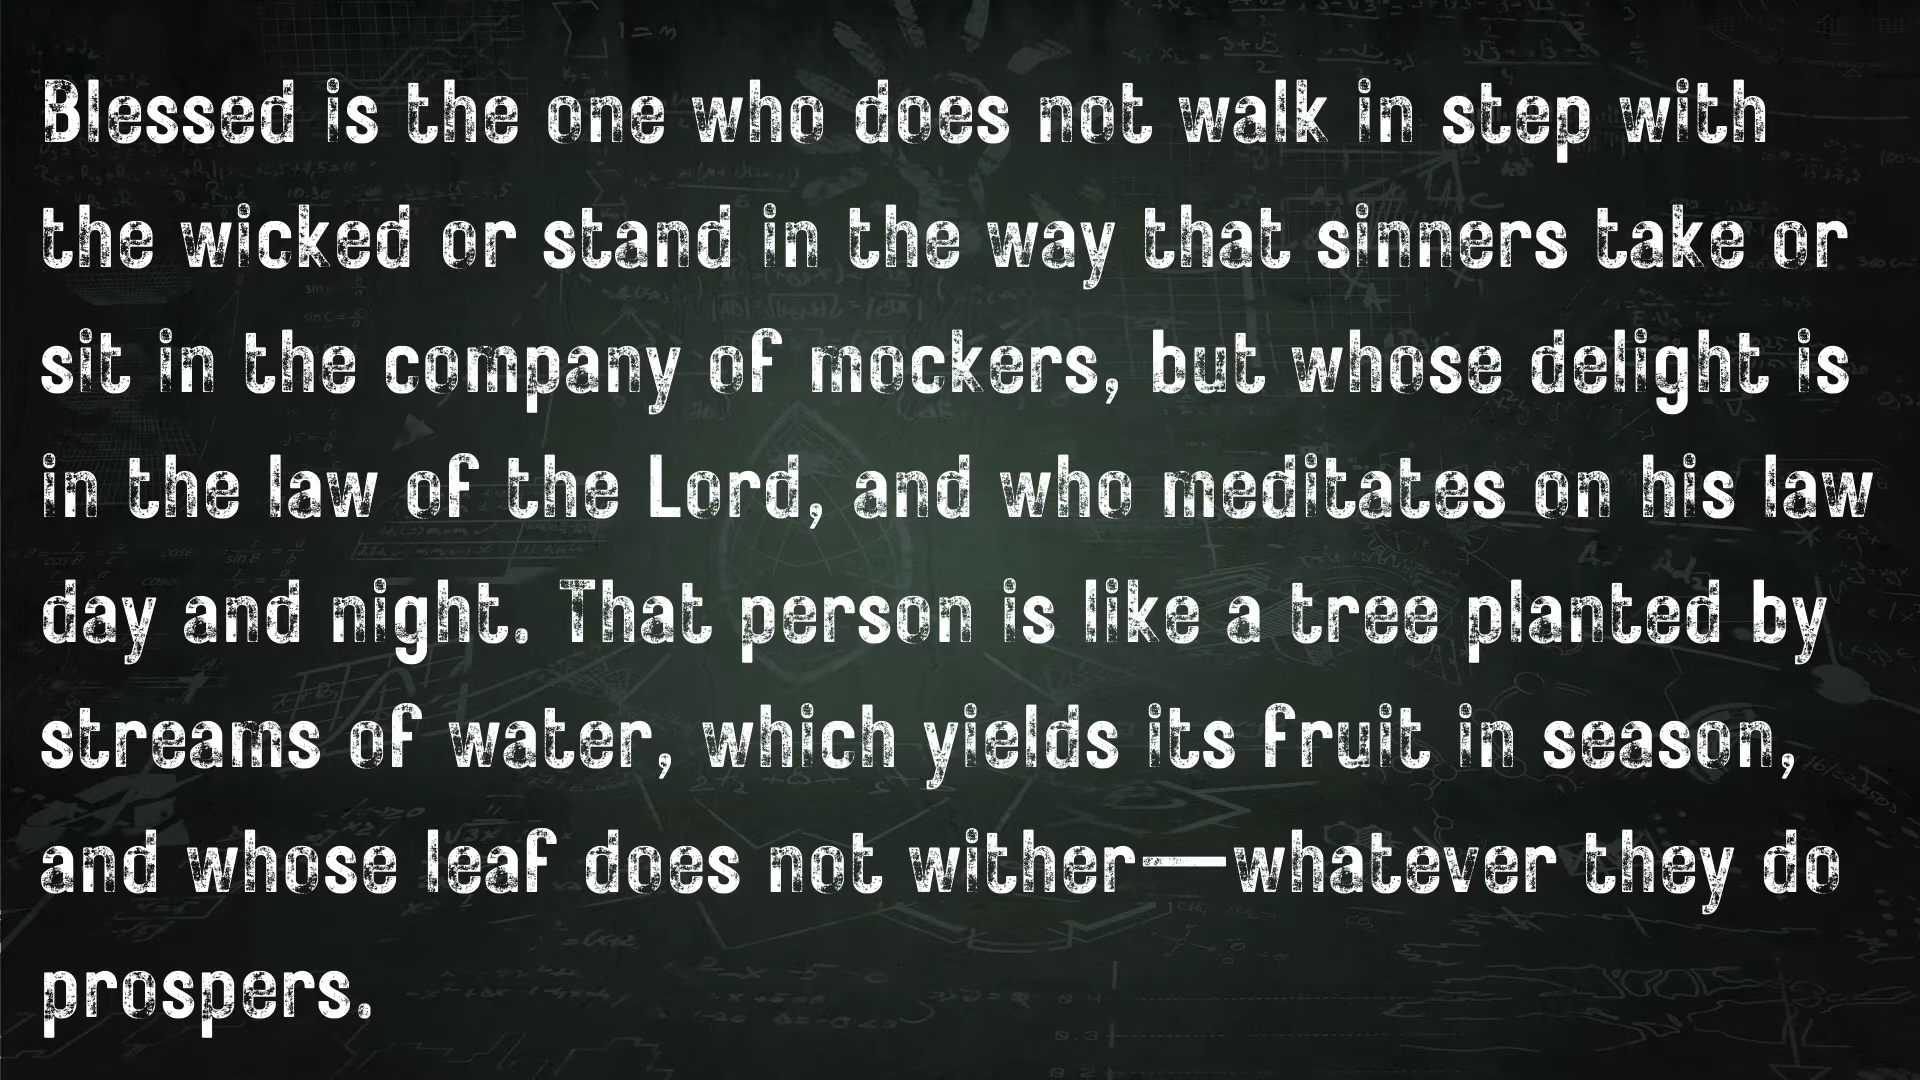 Blessed is the one who does not walk in step with
the wicked or stand in the way that sinners take or
sit in the company of mockers, but whose delight is
in the law of the Lord, and who meditates on his law
day and night. That person is like a tree planted by
streams of water, which yields its fruit in season,
and whose leaf does not wither—whatever they do
prospers.